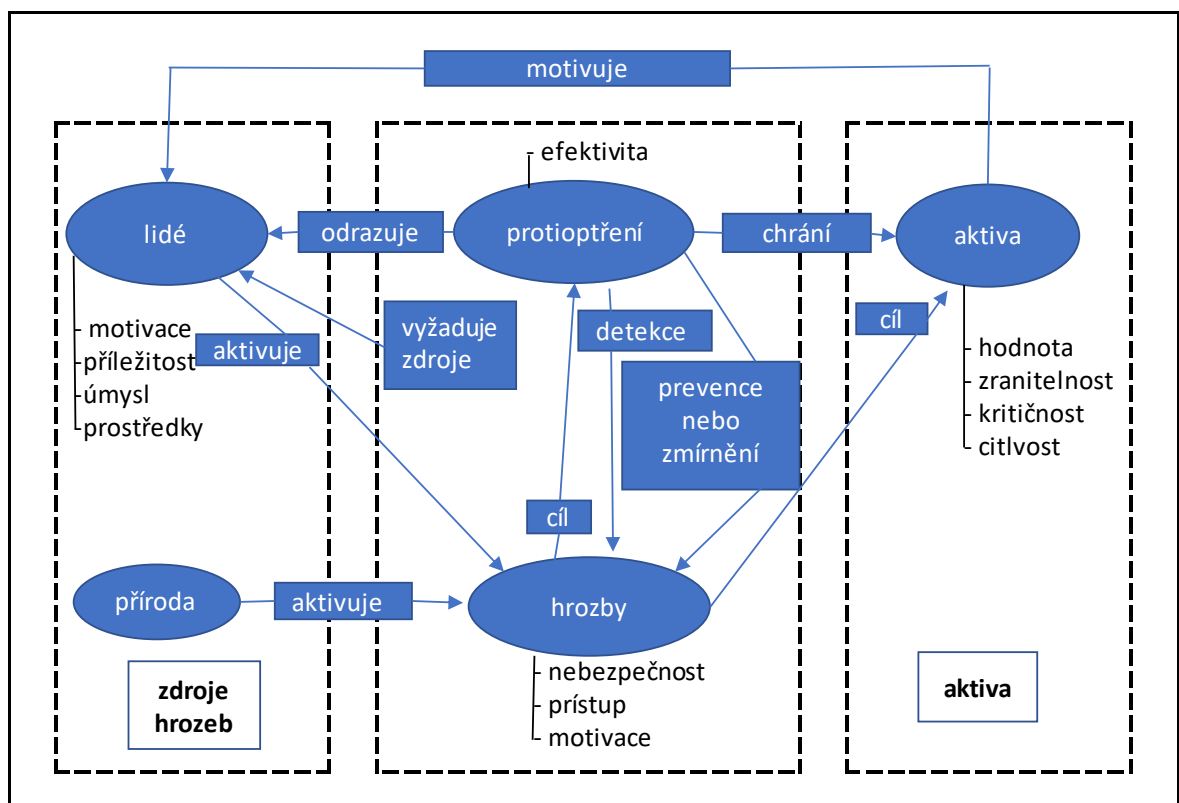 motivuje
- efektivita
lidé
odrazuje
protioptření
chrání
aktiva
- motivace
- příležitost
- úmysl
- prostředky
aktivuje
vyžaduje
zdroje
detekce
cíl
- hodnota
- zranitelnost
- kritičnost
- citlvost
prevence
nebo
zmírnění
cíl
příroda
aktivuje
hrozby
- nebezpečnost
- prístup
- motivace
zdroje
hrozeb
aktiva